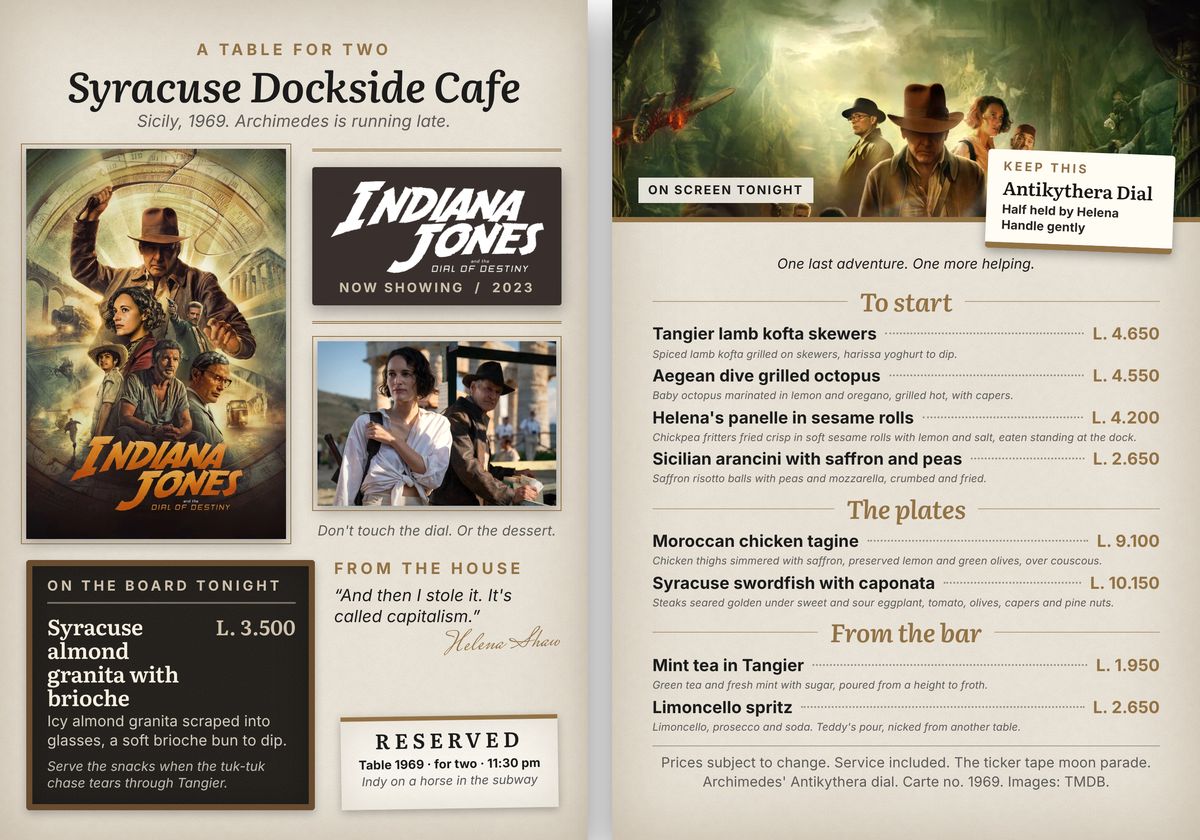 A TABLE FOR TWO
Syracuse Dockside Cafe
Sicily, 1969. Archimedes is running late.
INDIANA
JONES
and the
DIAL OF DESTINY
INDIANA
JONES
and the
DIAL OF DESTINY
NOW SHOWING / 2023
Don't touch the dial. Or the dessert.
ON THE BOARD TONIGHT
Syracuse almond granita with brioche L. 3.500
Icy almond granita scraped into
glasses, a soft brioche bun to dip.
Serve the snacks when the tuk-tuk
chase tears through Tangier.
FROM THE HOUSE
“And then I stole it. It's
called capitalism.”
Helena Shaw
RESERVED
Table 1969 · for two · 11:30 pm
Indy on a horse in the subway
ON SCREEN TONIGHT
KEEP THIS
Antikythera Dial
Half held by Helena
Handle gently
One last adventure. One more helping.
To start
Tangier lamb kofta skewers L. 4.650
Spiced lamb kofta grilled on skewers, harissa yoghurt to dip.
Aegean dive grilled octopus L. 4.550
Baby octopus marinated in lemon and oregano, grilled hot, with capers.
Helena's panelle in sesame rolls L. 4.200
Chickpea fritters fried crisp in soft sesame rolls with lemon and salt, eaten standing at the dock.
Sicilian arancini with saffron and peas L. 2.650
Saffron risotto balls with peas and mozzarella, crumbed and fried.
The plates
Moroccan chicken tagine L. 9.100
Chicken thighs simmered with saffron, preserved lemon and green olives, over couscous.
Syracuse swordfish with caponata L. 10.150
Steaks seared golden under sweet and sour eggplant, tomato, olives, capers and pine nuts.
From the bar
Mint tea in Tangier L. 1.950
Green tea and fresh mint with sugar, poured from a height to froth.
Limoncello spritz L. 2.650
Limoncello, prosecco and soda. Teddy's pour, nicked from another table.
Prices subject to change. Service included. The ticker tape moon parade.
Archimedes' Antikythera dial. Carte no. 1969. Images: TMDB.